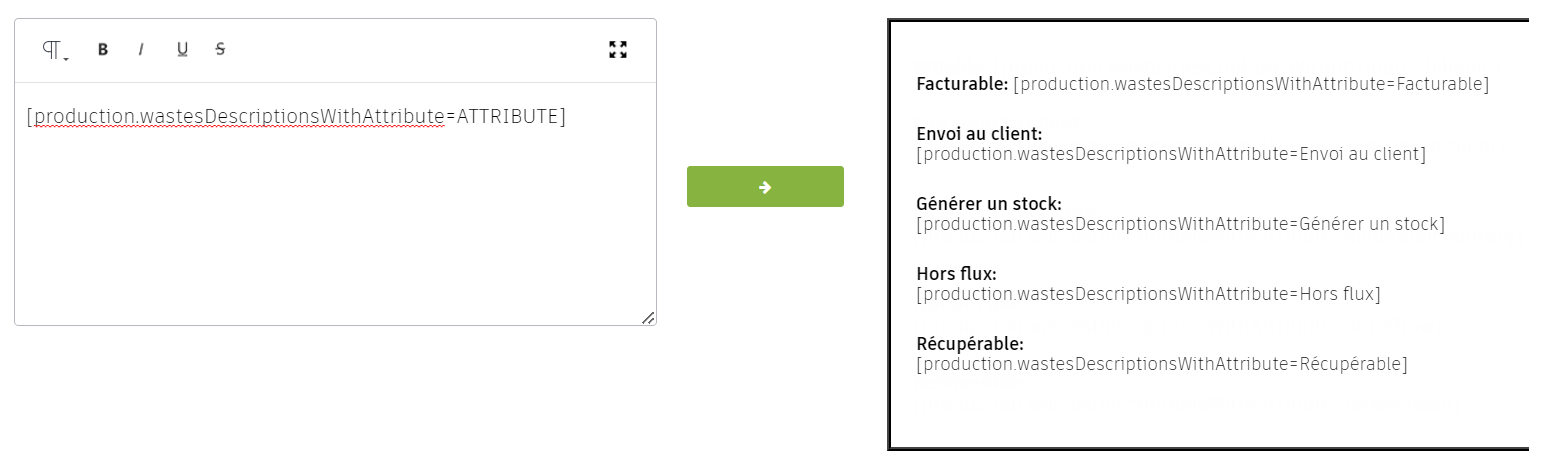 B I U S
[production.wastesDescriptionsWithAttribute=ATTRIBUTE]
Facturable: [production.wastesDescriptionsWithAttribute=Facturable]
Envoi au client:
[production.wastesDescriptionsWithAttribute=Envoi au client]
Générer un stock:
[production.wastesDescriptionsWithAttribute=Générer un stock]
Hors flux:
[production.wastesDescriptionsWithAttribute=Hors flux]
Récupérable:
[production.wastesDescriptionsWithAttribute=Récupérable]